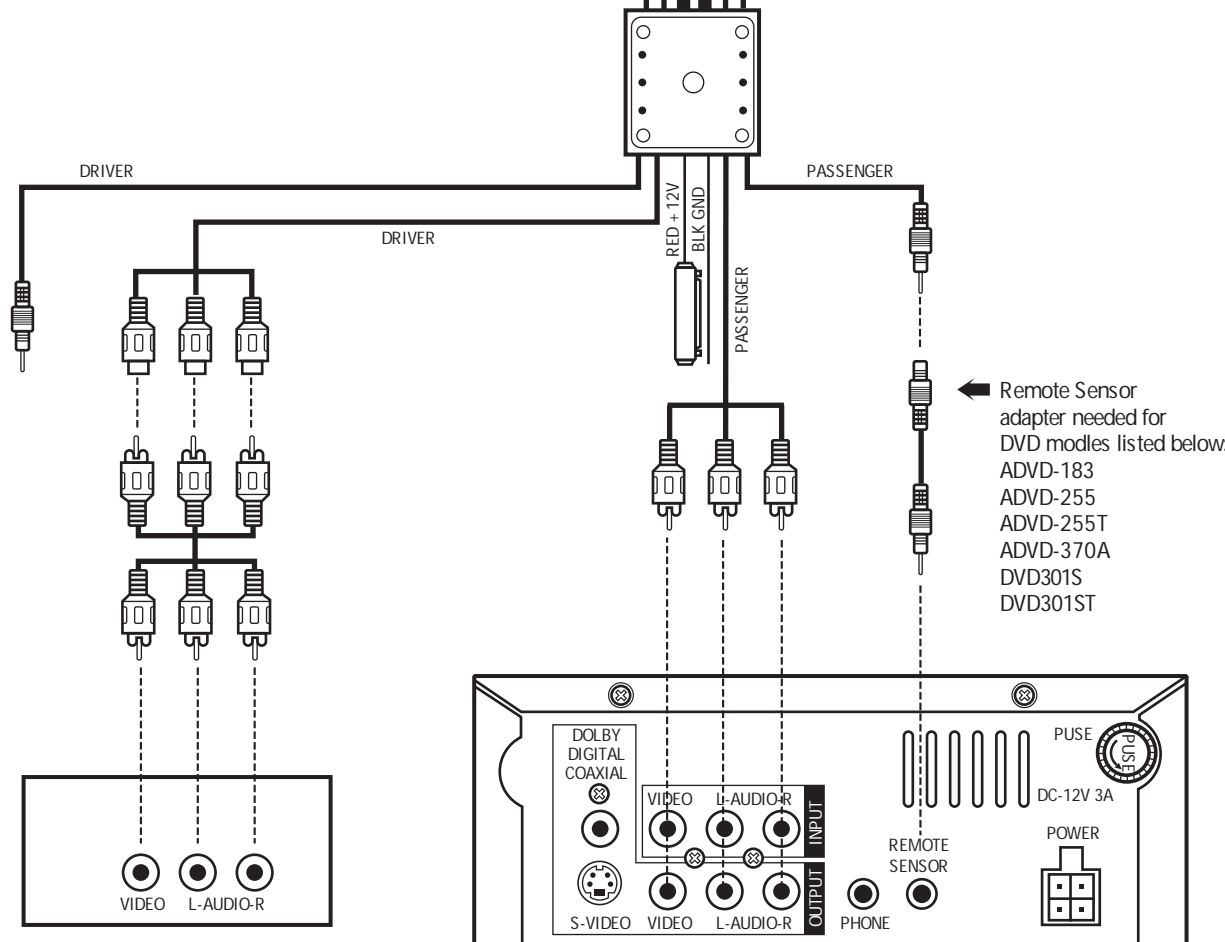 DRIVER
PASSENGER
DRIVER
RED + 12V
BLK GND
PASSENGER
Remote Sensor
adapter needed for
DVD modles listed below:
ADVD-183
ADVD-255
ADVD-255T
ADVD-370A
DVD301S
DVD301ST
DOLBY
DIGITAL
COAXIAL
VIDEO L-AUDIO-R
INPUT
PUSE
PUSE
DC-12V 3A
REMOTE
SENSOR
POWER
S-VIDEO VIDEO L-AUDIO-R
OUTPUT
PHONE
VIDEO L-AUDIO-R